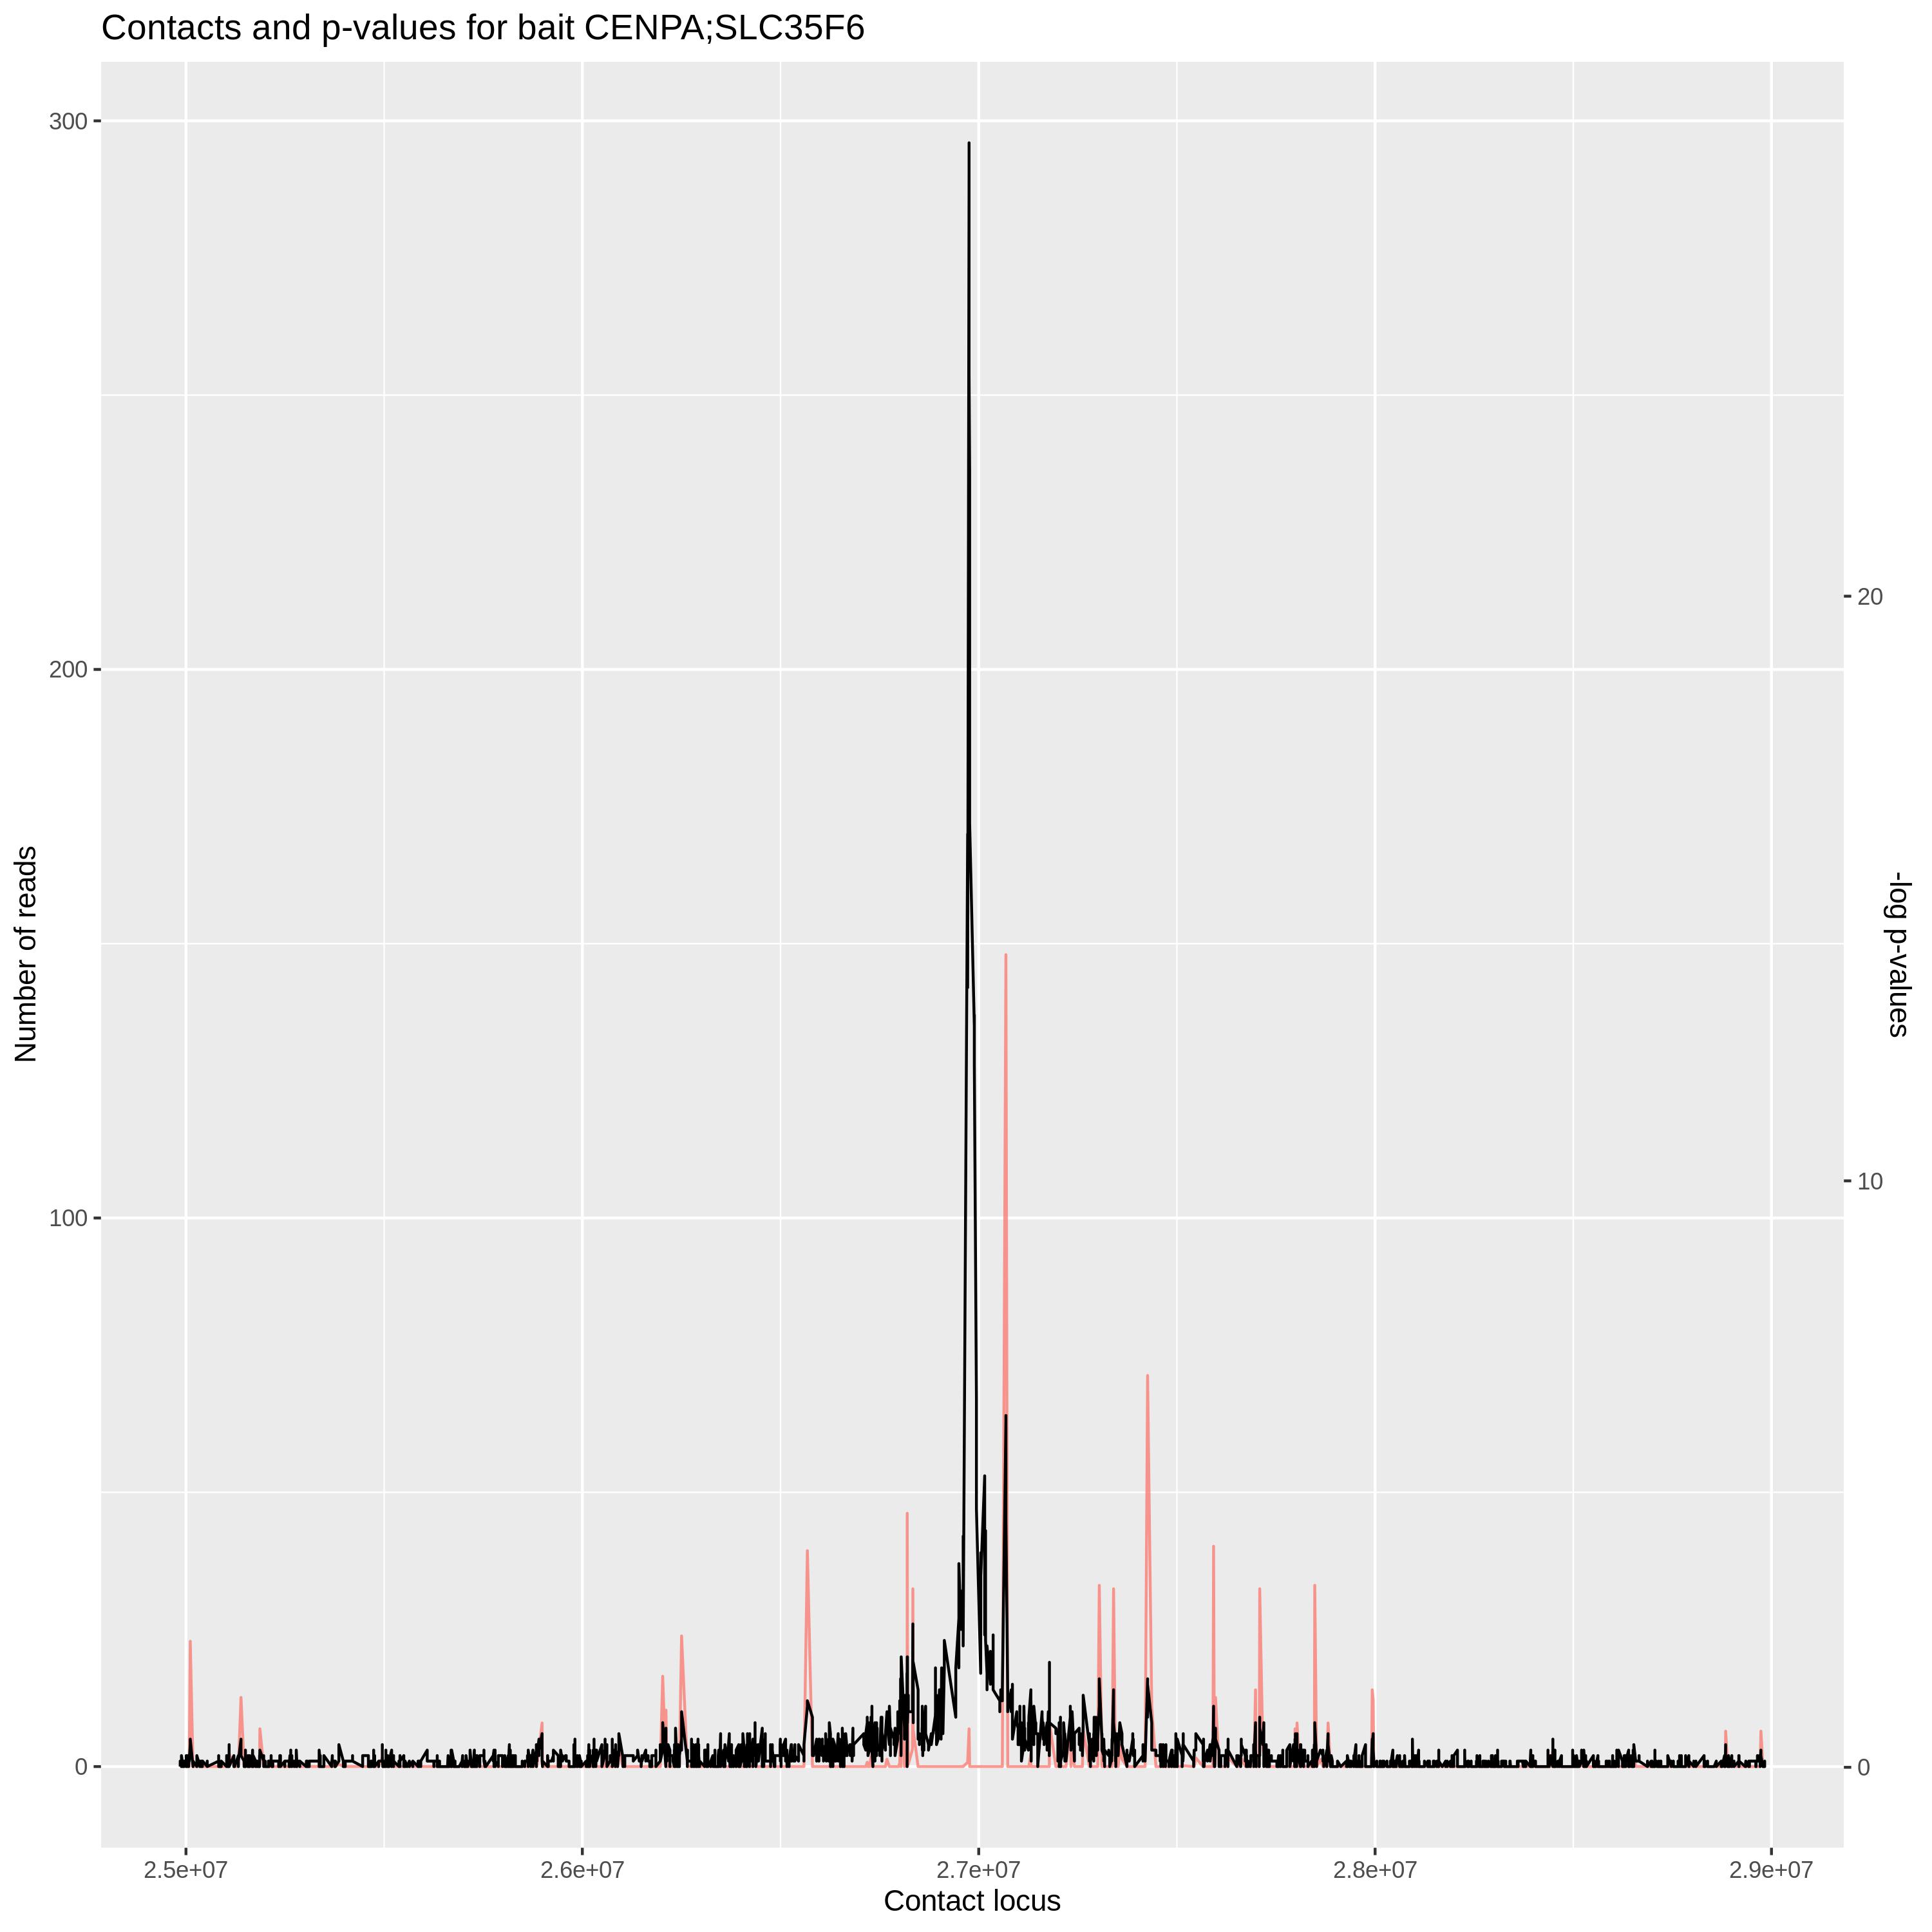 Contacts and p-values for bait CENPA;SLC35F6
300
200
100
0
Number of reads
20
10
0
-log p-values
2.5e+07
2.6e+07
2.7e+07
2.8e+07
2.9e+07
Contact locus